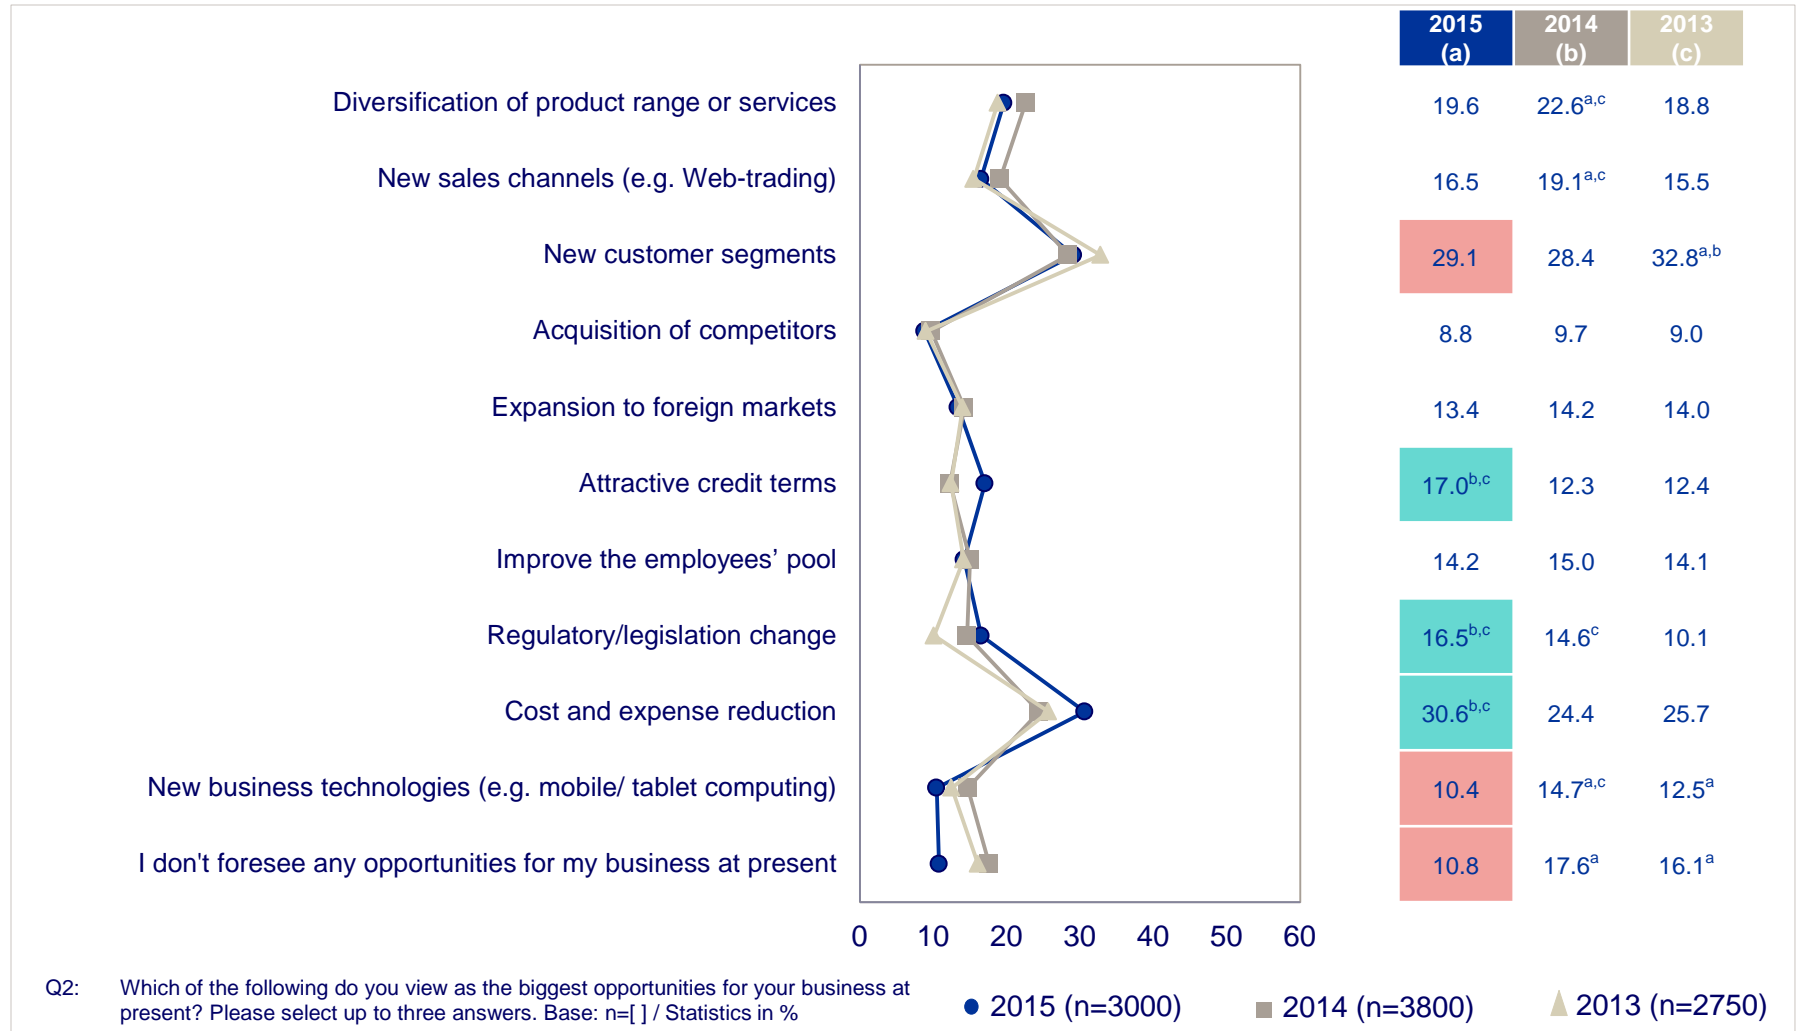 2015 2014 2013
(a) (b) (c)
Diversification of product range or services 19.6 22.6a,c 18.8
New sales channels (e.g. Web-trading) 16.5 19.1a,c 15.5
New customer segments 29.1 28.4 32.8a,b
Acquisition of competitors 8.8 9.7 9.0
Expansion to foreign markets 13.4 14.2 14.0
Attractive credit terms 17.0b,c 12.3 12.4
Improve the employees’ pool 14.2 15.0 14.1
Regulatory/legislation change 16.5b,c 14.6c 10.1
Cost and expense reduction 30.6b,c 24.4 25.7
New business technologies (e.g. mobile/ tablet computing) 10.4 14.7a,c 12.5a
I don't foresee any opportunities for my business at present 10.8 17.6a 16.1a
0 10 20 30 40 50 60
Q2: Which of the following do you view as the biggest opportunities for your business at
present? Please select up to three answers. Base: n=[ ] / Statistics in %
2015 (n=3000) 2014 (n=3800) 2013 (n=2750)